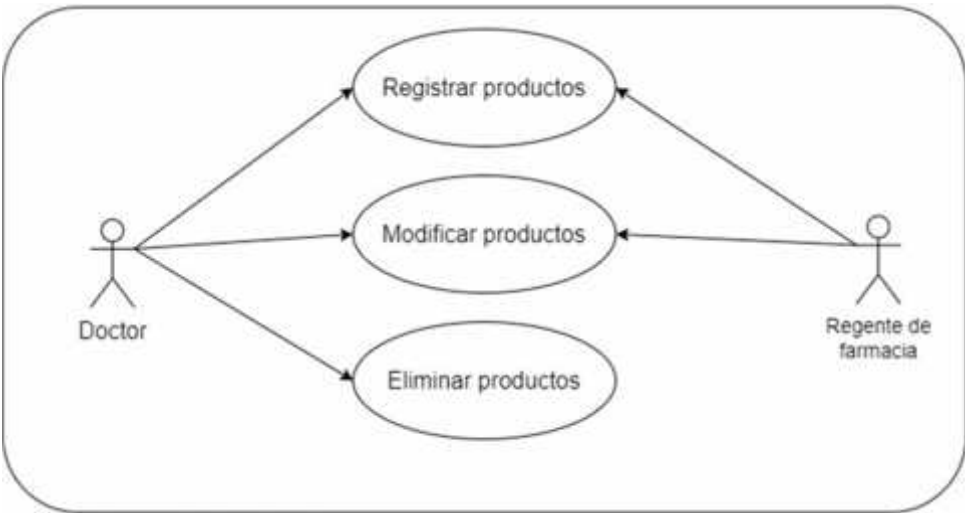 Registrar productos
Modificar productos
Doctor
Regente de
farmacia
Eliminar productos